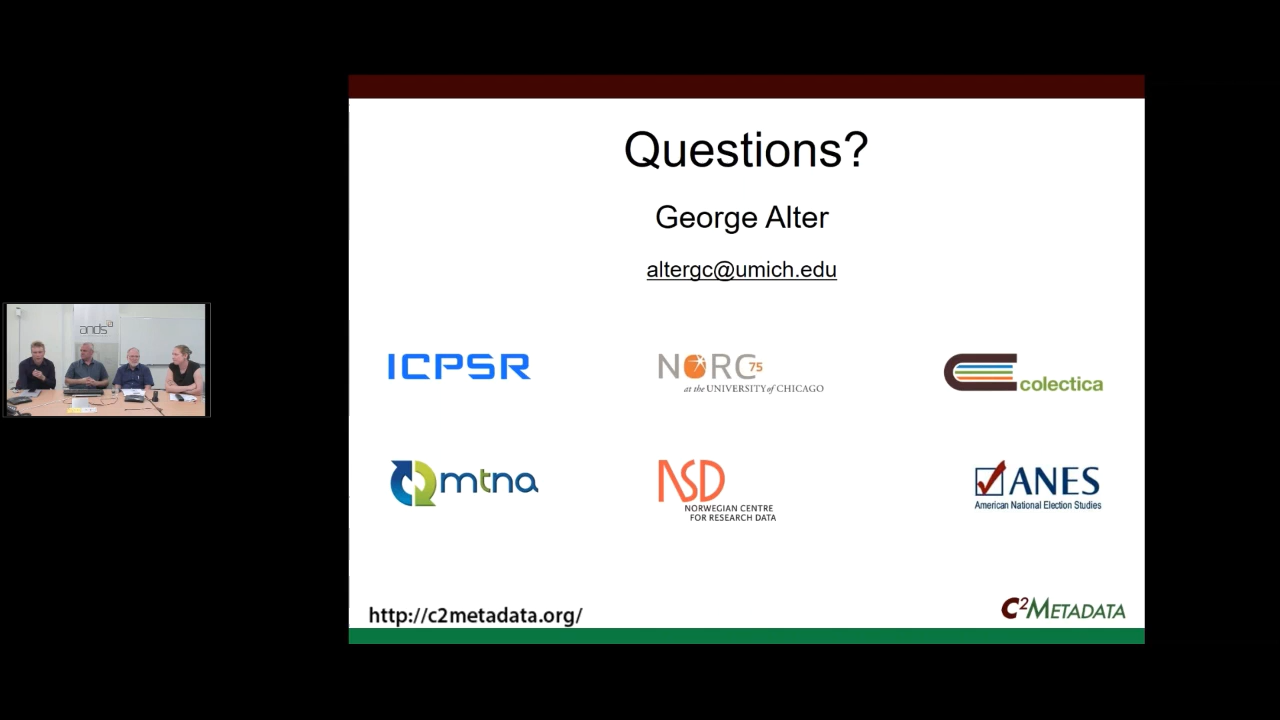 Questions?
George Alter
altergc@umich.edu
ICPSR
NORC 75
at the UNIVERSITY of CHICAGO
colectica
mtna
NSD
NORWEGIAN CENTRE
FOR RESEARCH DATA
ANES
American National Election Studies
http://c2metadata.org/
C2METADATA
ands